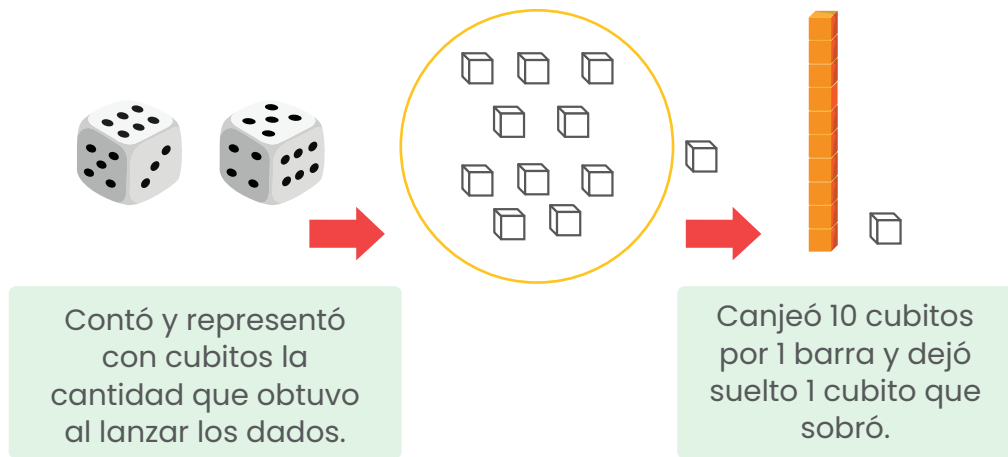 Contó y representó
con cubitos la
cantidad que obtuvo
al lanzar los dados.
Canjeó 10 cubitos
por 1 barra y dejó
suelto 1 cubito que
sobró.